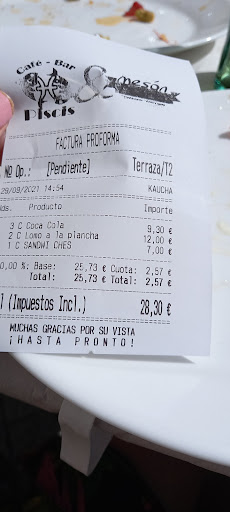 Café - Bar
Piscis
mesón
FACTURA PROFORMA
Nº Op.: [Pendiente] Terraza/T2
29/09/2021 14:54 KAUCHA
ds. Producto Importe
3 C Coca Cola 9,30 €
2 C Lomo a la plancha 12,00 €
1 C SANDWI CHES 7,00 €
0,00 %: Base: 25,73 € Cuota: 2,57 €
Total: 25,73 € Total: 2,57 €
l (Impuestos Incl.) 28,30 €
MUCHAS GRACIAS POR SU VISTA
¡HASTA PRONTO!